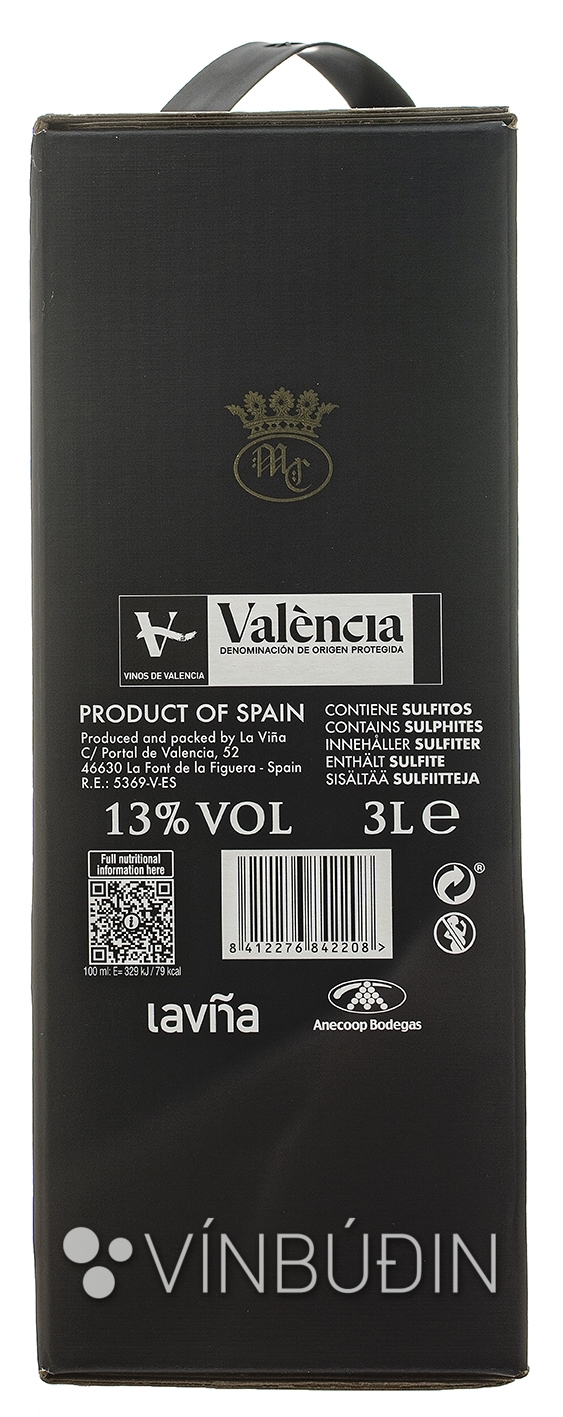 MC
València
DENOMINACIÓN DE ORIGEN PROTEGIDA
VINOS DE VALENCIA
PRODUCT OF SPAIN
Produced and packed by La Viña
C/ Portal de Valencia, 52
46630 La Font de la Figuera - Spain
R.E.: 5369-V-ES
CONTIENE SULFITOS
CONTAINS SULPHITES
INNEHÅLLER SULFITER
ENTHÄLT SULFITE
SISÄLTÄÄ SULFIITTEJA
13% VOL 3L e
Full nutritional
information here
100 ml: E= 329 kJ / 79 kcal
8 412276 842208 >
®
laviña
Anecoop Bodegas
VÍNBÚÐIN